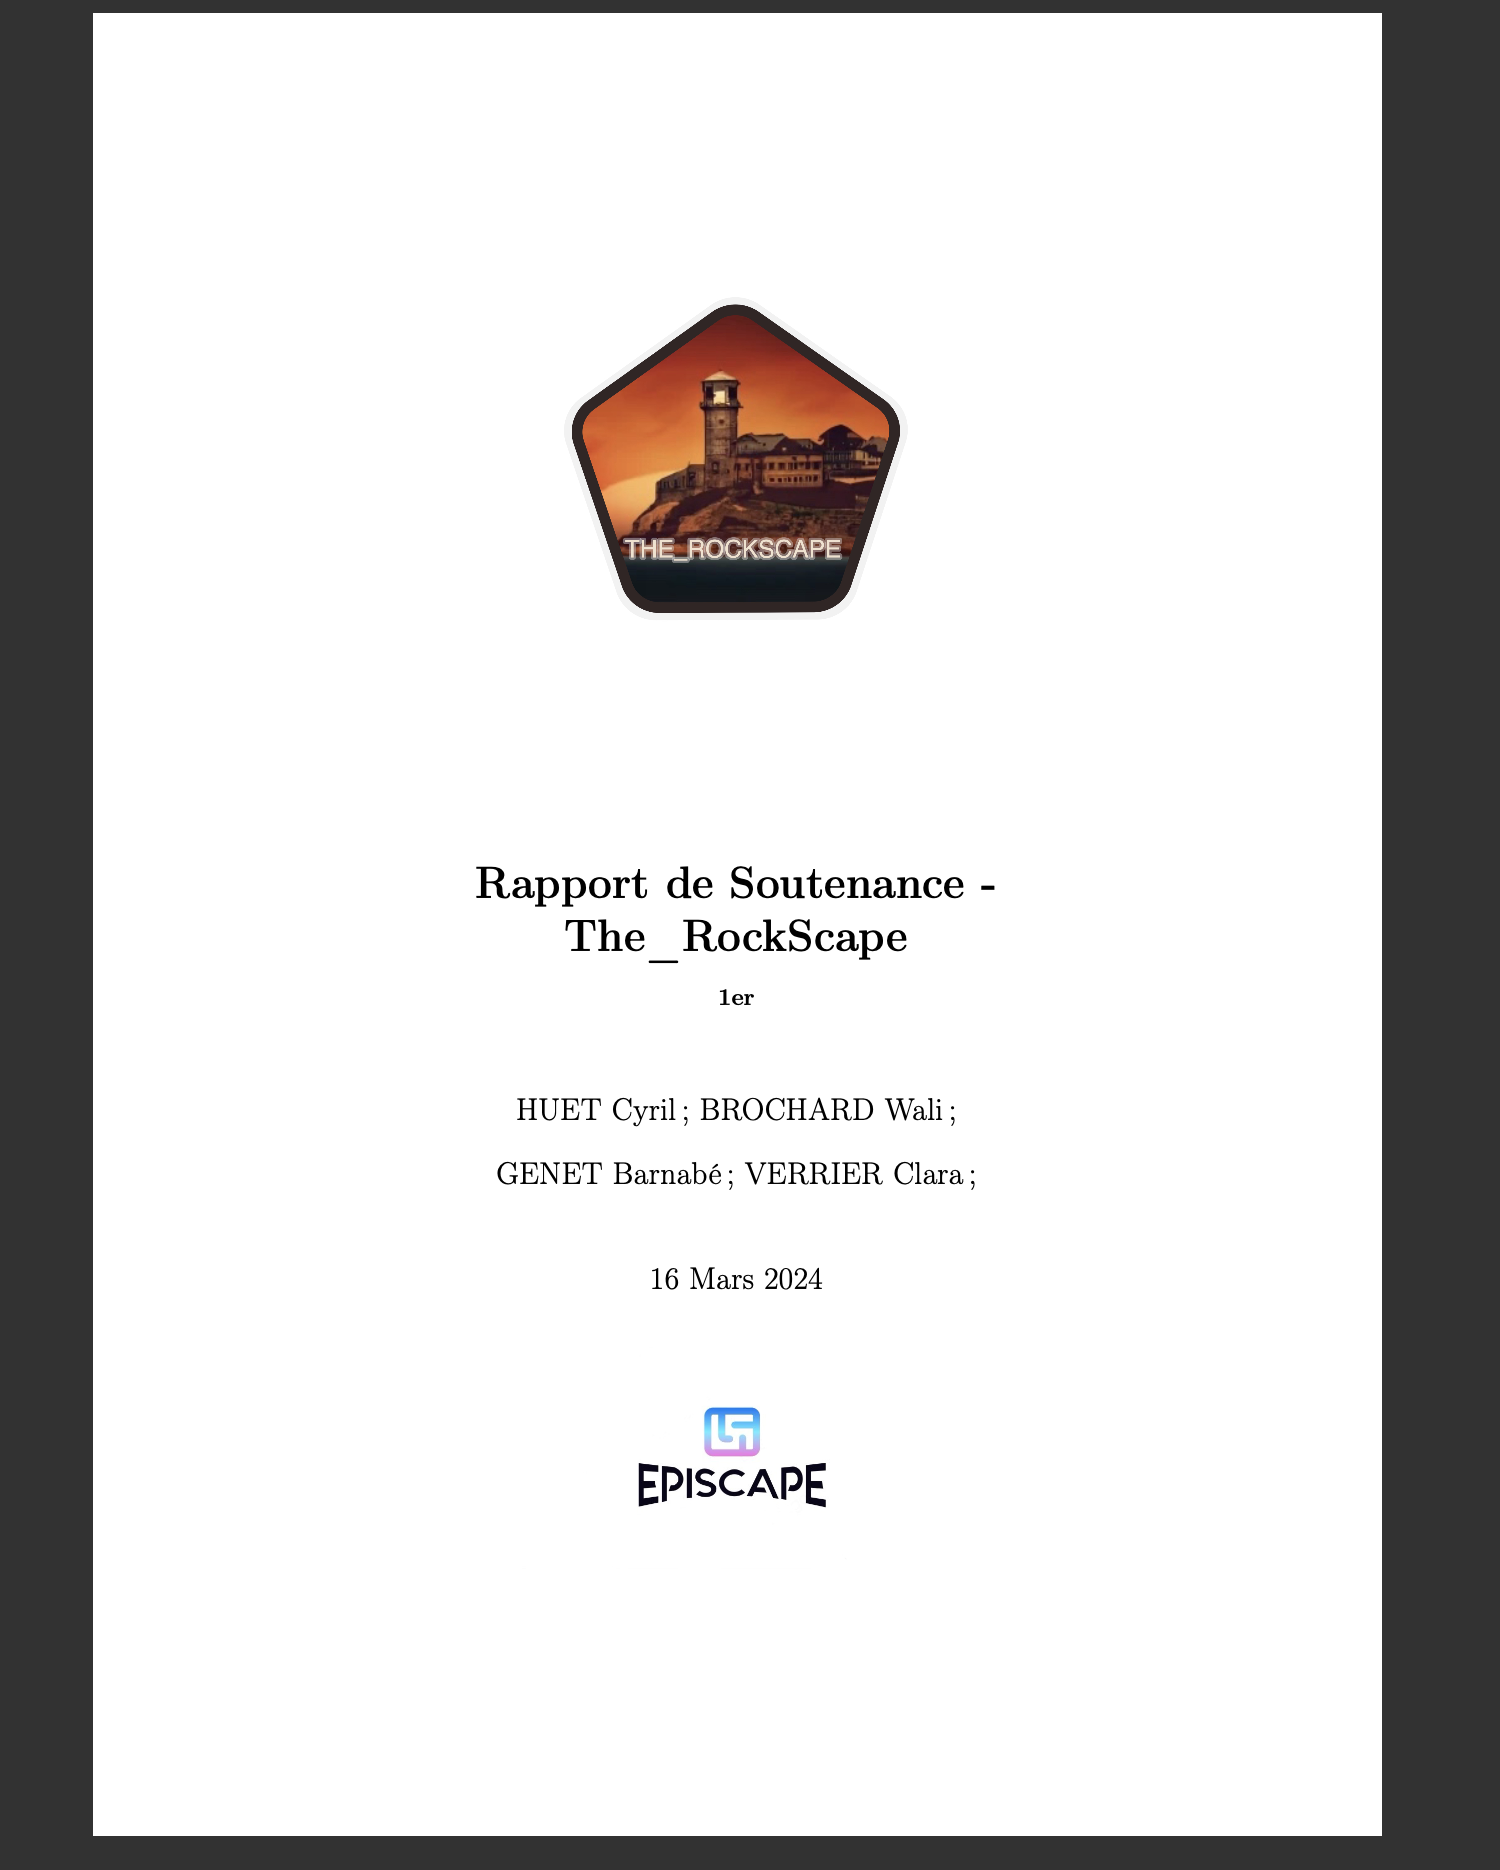 THE_ROCKSCAPE
Rapport de Soutenance -
The_RockScape
1er
HUET Cyril ; BROCHARD Wali ;
GENET Barnabé ; VERRIER Clara ;
16 Mars 2024
EPISCAPE